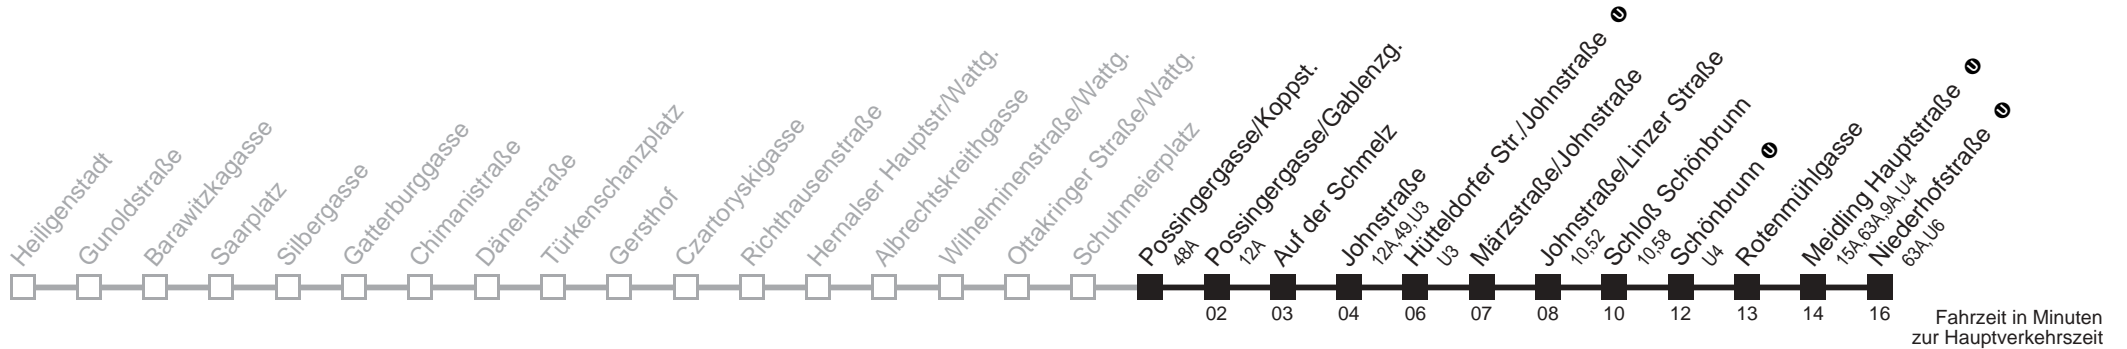 Heiligenstadt
Gunoldstraße
Barawitzkagasse
Saarplatz
Silbergasse
Gatterburggasse
Chimanistraße
Dänenstraße
Türkenschanzplatz
Gersthof
Czartoryskigasse
Richthausenstraße
Hernalser Hauptstr/Wattg.
Albrechtskreithgasse
Wilhelminenstraße/Wattg.
Ottakringer Straße/Wattg.
Schuhmeierplatz
Possingergasse/Koppst.
48A
Possingergasse/Gablenzg.
12A
Auf der Schmelz
Johnstraße
12A,49,U3
Hütteldorfer Str./Johnstraße U
U3
Märzstraße/Johnstraße
Johnstraße/Linzer Straße
10,52
Schloß Schönbrunn
10,58
Schönbrunn U
U4
Rotenmühlgasse
Meidling Hauptstraße U
15A,63A,9A,U4
Niederhofstraße U
63A,U6
02 03 04 06 07 08 10 12 13 14 16
Fahrzeit in Minuten
zur Hauptverkehrszeit